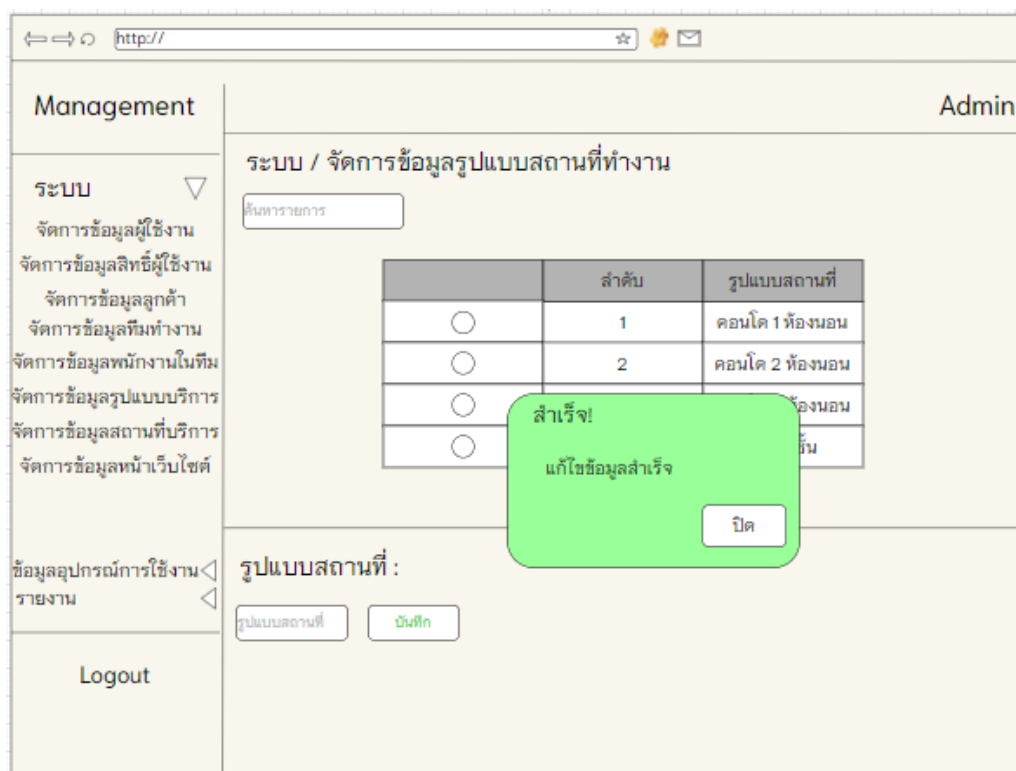 http://
Management
Admin
ระบบ / จัดการข้อมูลรูปแบบสถานที่ทำงาน
ค้นหารายการ
ระบบ
จัดการข้อมูลผู้ใช้งาน
จัดการข้อมูลสิทธิ์ผู้ใช้งาน
จัดการข้อมูลลูกค้า
จัดการข้อมูลทีมทำงาน
จัดการข้อมูลพนักงานในทีม
จัดการข้อมูลรูปแบบบริการ
จัดการข้อมูลสถานที่บริการ
จัดการข้อมูลหน้าเว็บไซต์
ข้อมูลอุปกรณ์การใช้งาน
รายงาน
Logout
ลำดับ รูปแบบสถานที่
1 คอนโด 1 ห้องนอน
2 คอนโด 2 ห้องนอน
ห้องนอน
ชั้น
สำเร็จ!
แก้ไขข้อมูลสำเร็จ
ปิด
รูปแบบสถานที่ :
รูปแบบสถานที่ บันทึก